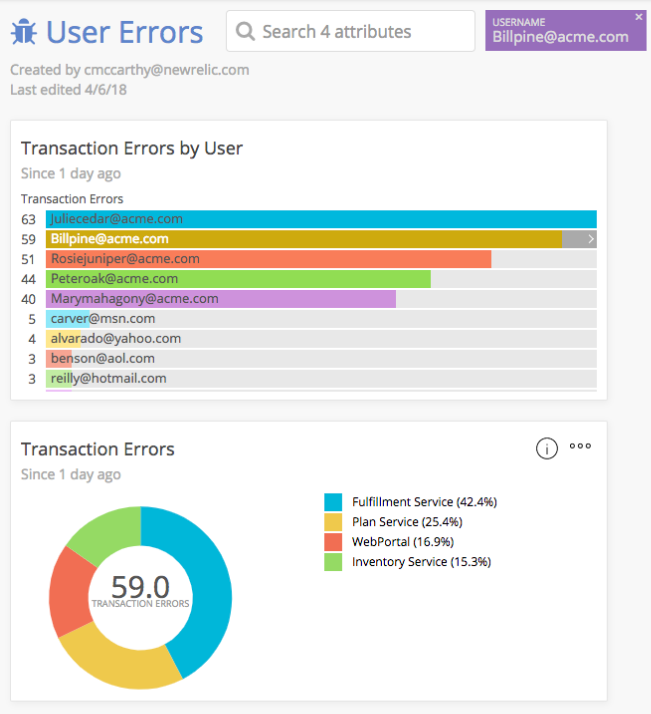 User Errors
Search 4 attributes
USERNAME
Billpine@acme.com
Created by cmccarthy@newrelic.com
Last edited 4/6/18
Transaction Errors by User
Since 1 day ago
Transaction Errors
63 Juliecedar@acme.com
59 Billpine@acme.com
51 Rosiejuniper@acme.com
44 Peteroak@acme.com
40 Marymahagony@acme.com
5 carver@msn.com
4 alvarado@yahoo.com
3 benson@aol.com
3 reilly@hotmail.com
Transaction Errors
Since 1 day ago
Fulfillment Service (42.4%)
Plan Service (25.4%)
WebPortal (16.9%)
Inventory Service (15.3%)
59.0
TRANSACTION ERRORS